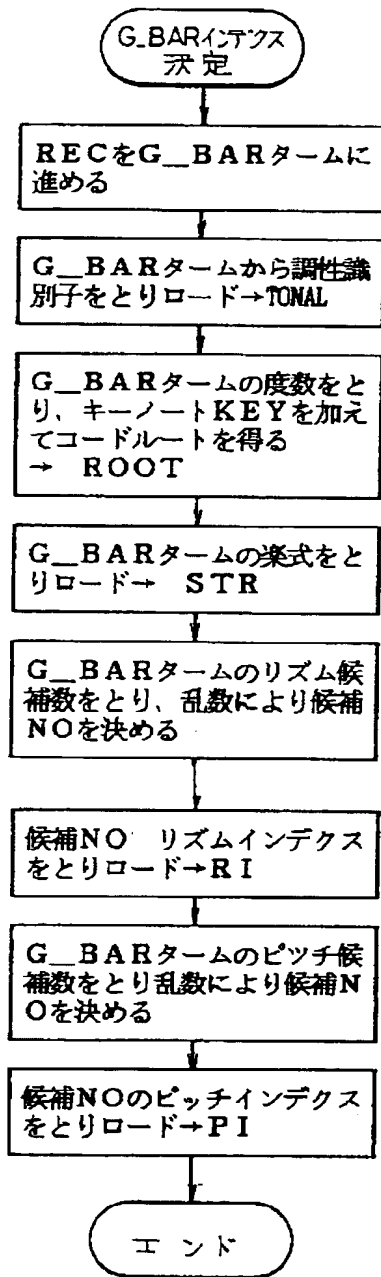 G_BARインデクス
決定
RECをG__BARタームに
進める
G__BARタームから調性識
別子をとりロード→TONAL
G__BARタームの度数をと
り、キーノートKEYを加え
てコードルートを得る
→ ROOT
G__BARタームの楽式をと
りロード→ STR
G__BARタームのリズム候
補数をとり、乱数により候補
NOを決める
候補NO リズムインデクス
をとりロード→RI
G__BARタームのピツチ候
補数をとり乱数により候補N
Oを決める
候補NOのピッチインデクス
をとりロード→PI
エンド